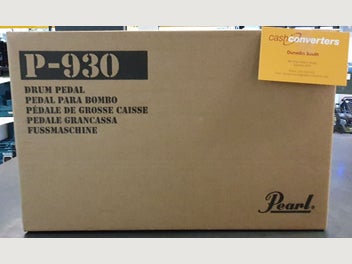 P-930
DRUM PEDAL
PEDAL PARA BOMBO
PÉDALE DE GROSSE CAISSE
PEDALE GRANCASSA
FUSSMASCHINE
Pearl
cash converters
Dunedin South